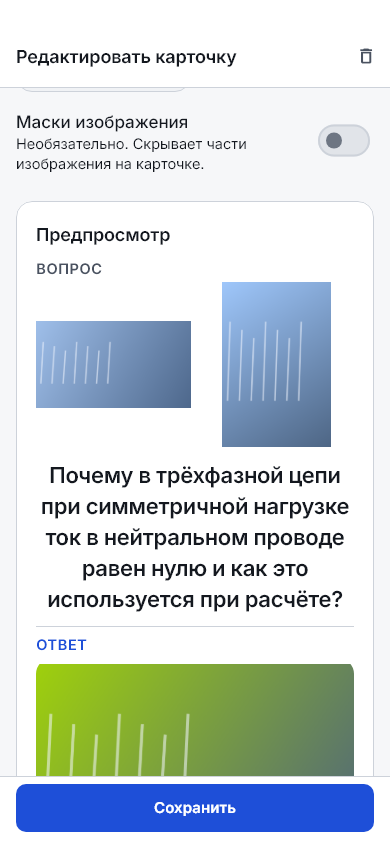 Редактировать карточку
Маски изображения
Необязательно. Скрывает части
изображения на карточке.
Предпросмотр
ВОПРОС
Почему в трёхфазной цепи
при симметричной нагрузке
ток в нейтральном проводе
равен нулю и как это
используется при расчёте?
ОТВЕТ
Сохранить